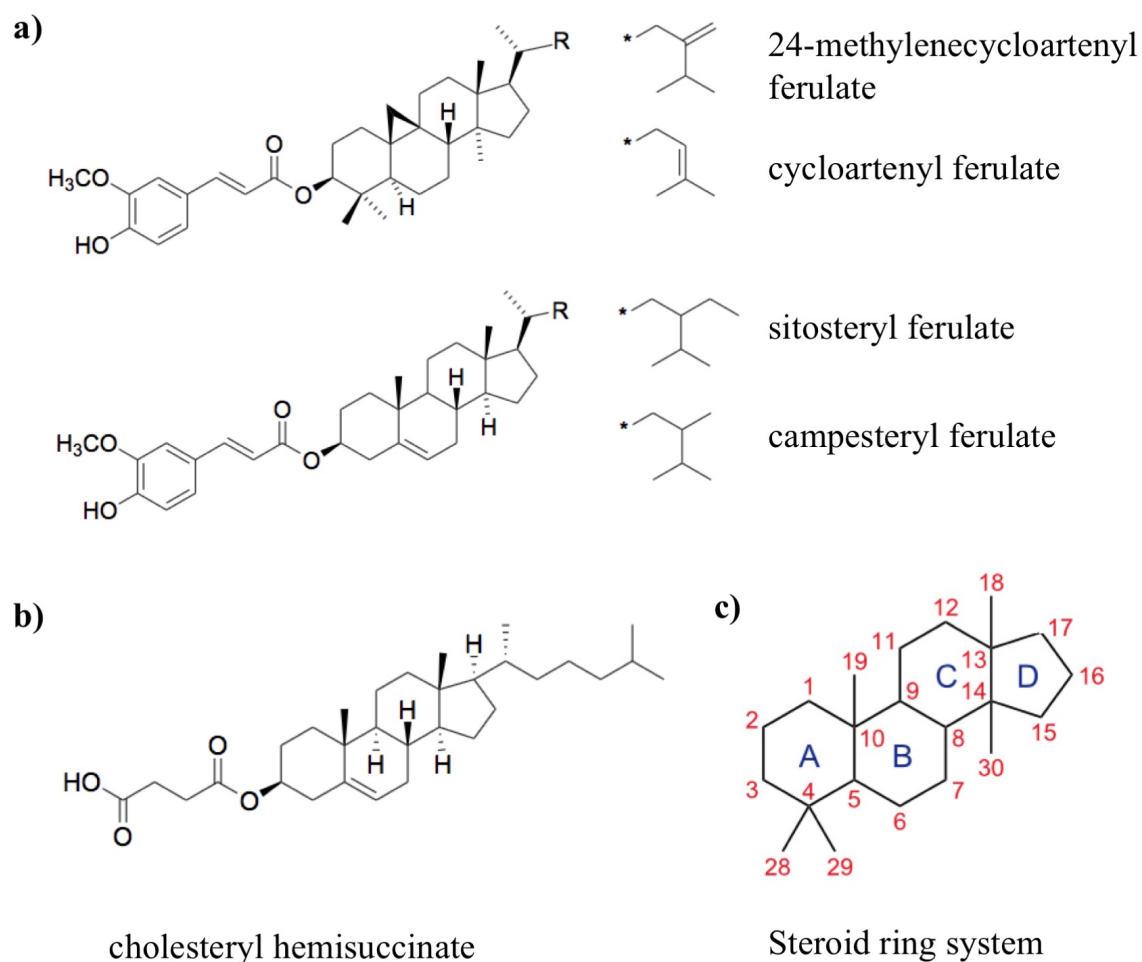 a)
R
*
24-methylenecycloartenyl
ferulate
H
O
H3CO
O
H
HO
*
cycloartenyl ferulate
R
*
sitosteryl ferulate
H
O
H
H3CO
O
HO
*
campesteryl ferulate
b)
H
H
O
H
H
HO
O
O
cholesteryl hemisuccinate
c)
18
12
11
17
19
13
C
D
16
1
9
14
2
10
8
15
A
B
30
3
4
5
7
6
28
29
Steroid ring system